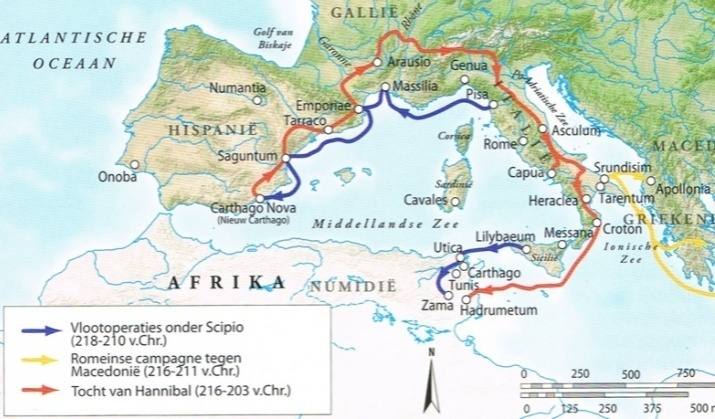 GALLIË
Rhône
Golf van
Biskaje
Garonne
ATLANTISCHE
OCEAAN
Arausio
Genua
Po
Adriatische Zee
Numantia
Massilia
Pisa
ITALIË
Emporiae
Tarraco
HISPANIË
Corsica
Asculum
Rome
MACED
Saguntum
Srundisim
Onoba
Capua
Apollonia
Sardinië
Cavales
Heraclea
Tarentum
Carthago Nova
(Nieuw Carthago)
GRIEKEN
Middellandse Zee
Lilybaeum
Messana
Croton
Ionische
Zee
Utica
Sicilië
Carthago
AFRIKA
NUMIDIË
Tunis
Zama
Hadrumetum
Vlootoperaties onder Scipio
(218-210 v.Chr.)
Romeinse campagne tegen
Macedonië (216-211 v.Chr.)
Tocht van Hannibal (216-203 v.Chr.)
N
0 250 500 750
0 125 250 375 500 m